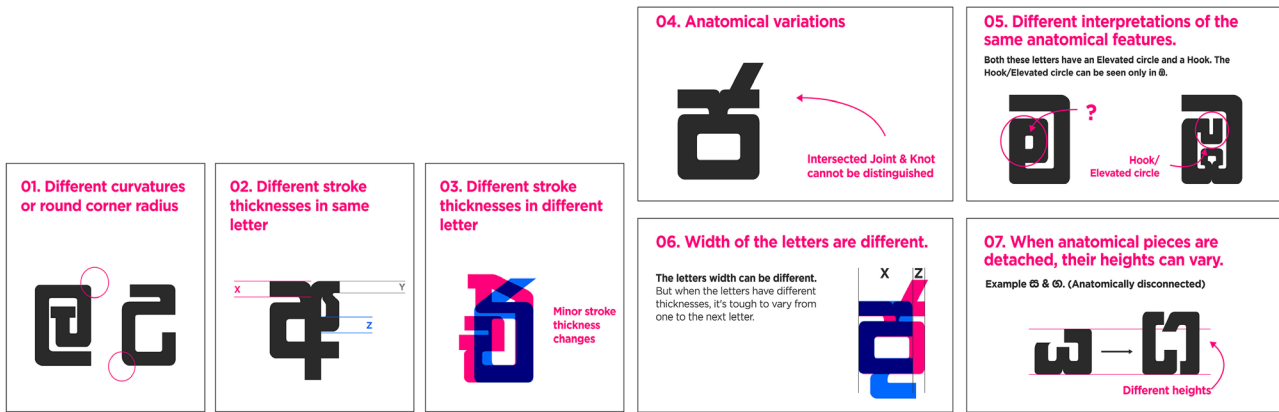 01. Different curvatures
or round corner radius
02. Different stroke
thicknesses in same
letter
X
Y
Z
03. Different stroke
thicknesses in different
letter
Minor stroke
thickness
changes
04. Anatomical variations
Intersected Joint & Knot
cannot be distinguished
05. Different interpretations of the
same anatomical features.
Both these letters have an Elevated circle and a Hook. The
Hook/Elevated circle can be seen only in
?
Hook/
Elevated circle
06. Width of the letters are different.
The letters width can be different.
But when the letters have different
thicknesses, it's tough to vary from
one to the next letter.
X Z
07. When anatomical pieces are
detached, their heights can vary.
Example & (Anatomically disconnected)
Different heights